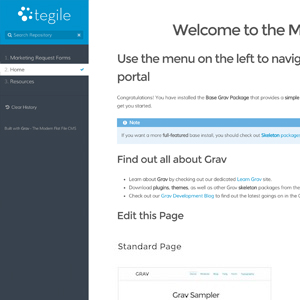 tegile
Search Repository
1. Marketing Request Forms
2. Home
3. Resources
Clear History
Built with Grav - The Modern Flat File CMS
Welcome to the M
Use the menu on the left to navig
portal
Congratulations! You have installed the Base Grav Package that provides a simple
get you started.
Note
If you want a more full-featured base install, you should check out Skeleton packages
Find out all about Grav
Learn about Grav by checking out our dedicated Learn Grav site.
Download plugins, themes, as well as other Grav skeleton packages from the
Check out our Grav Development Blog to find out the latest goings on in the G
Edit this Page
Standard Page
GRAV
Grav Sampler